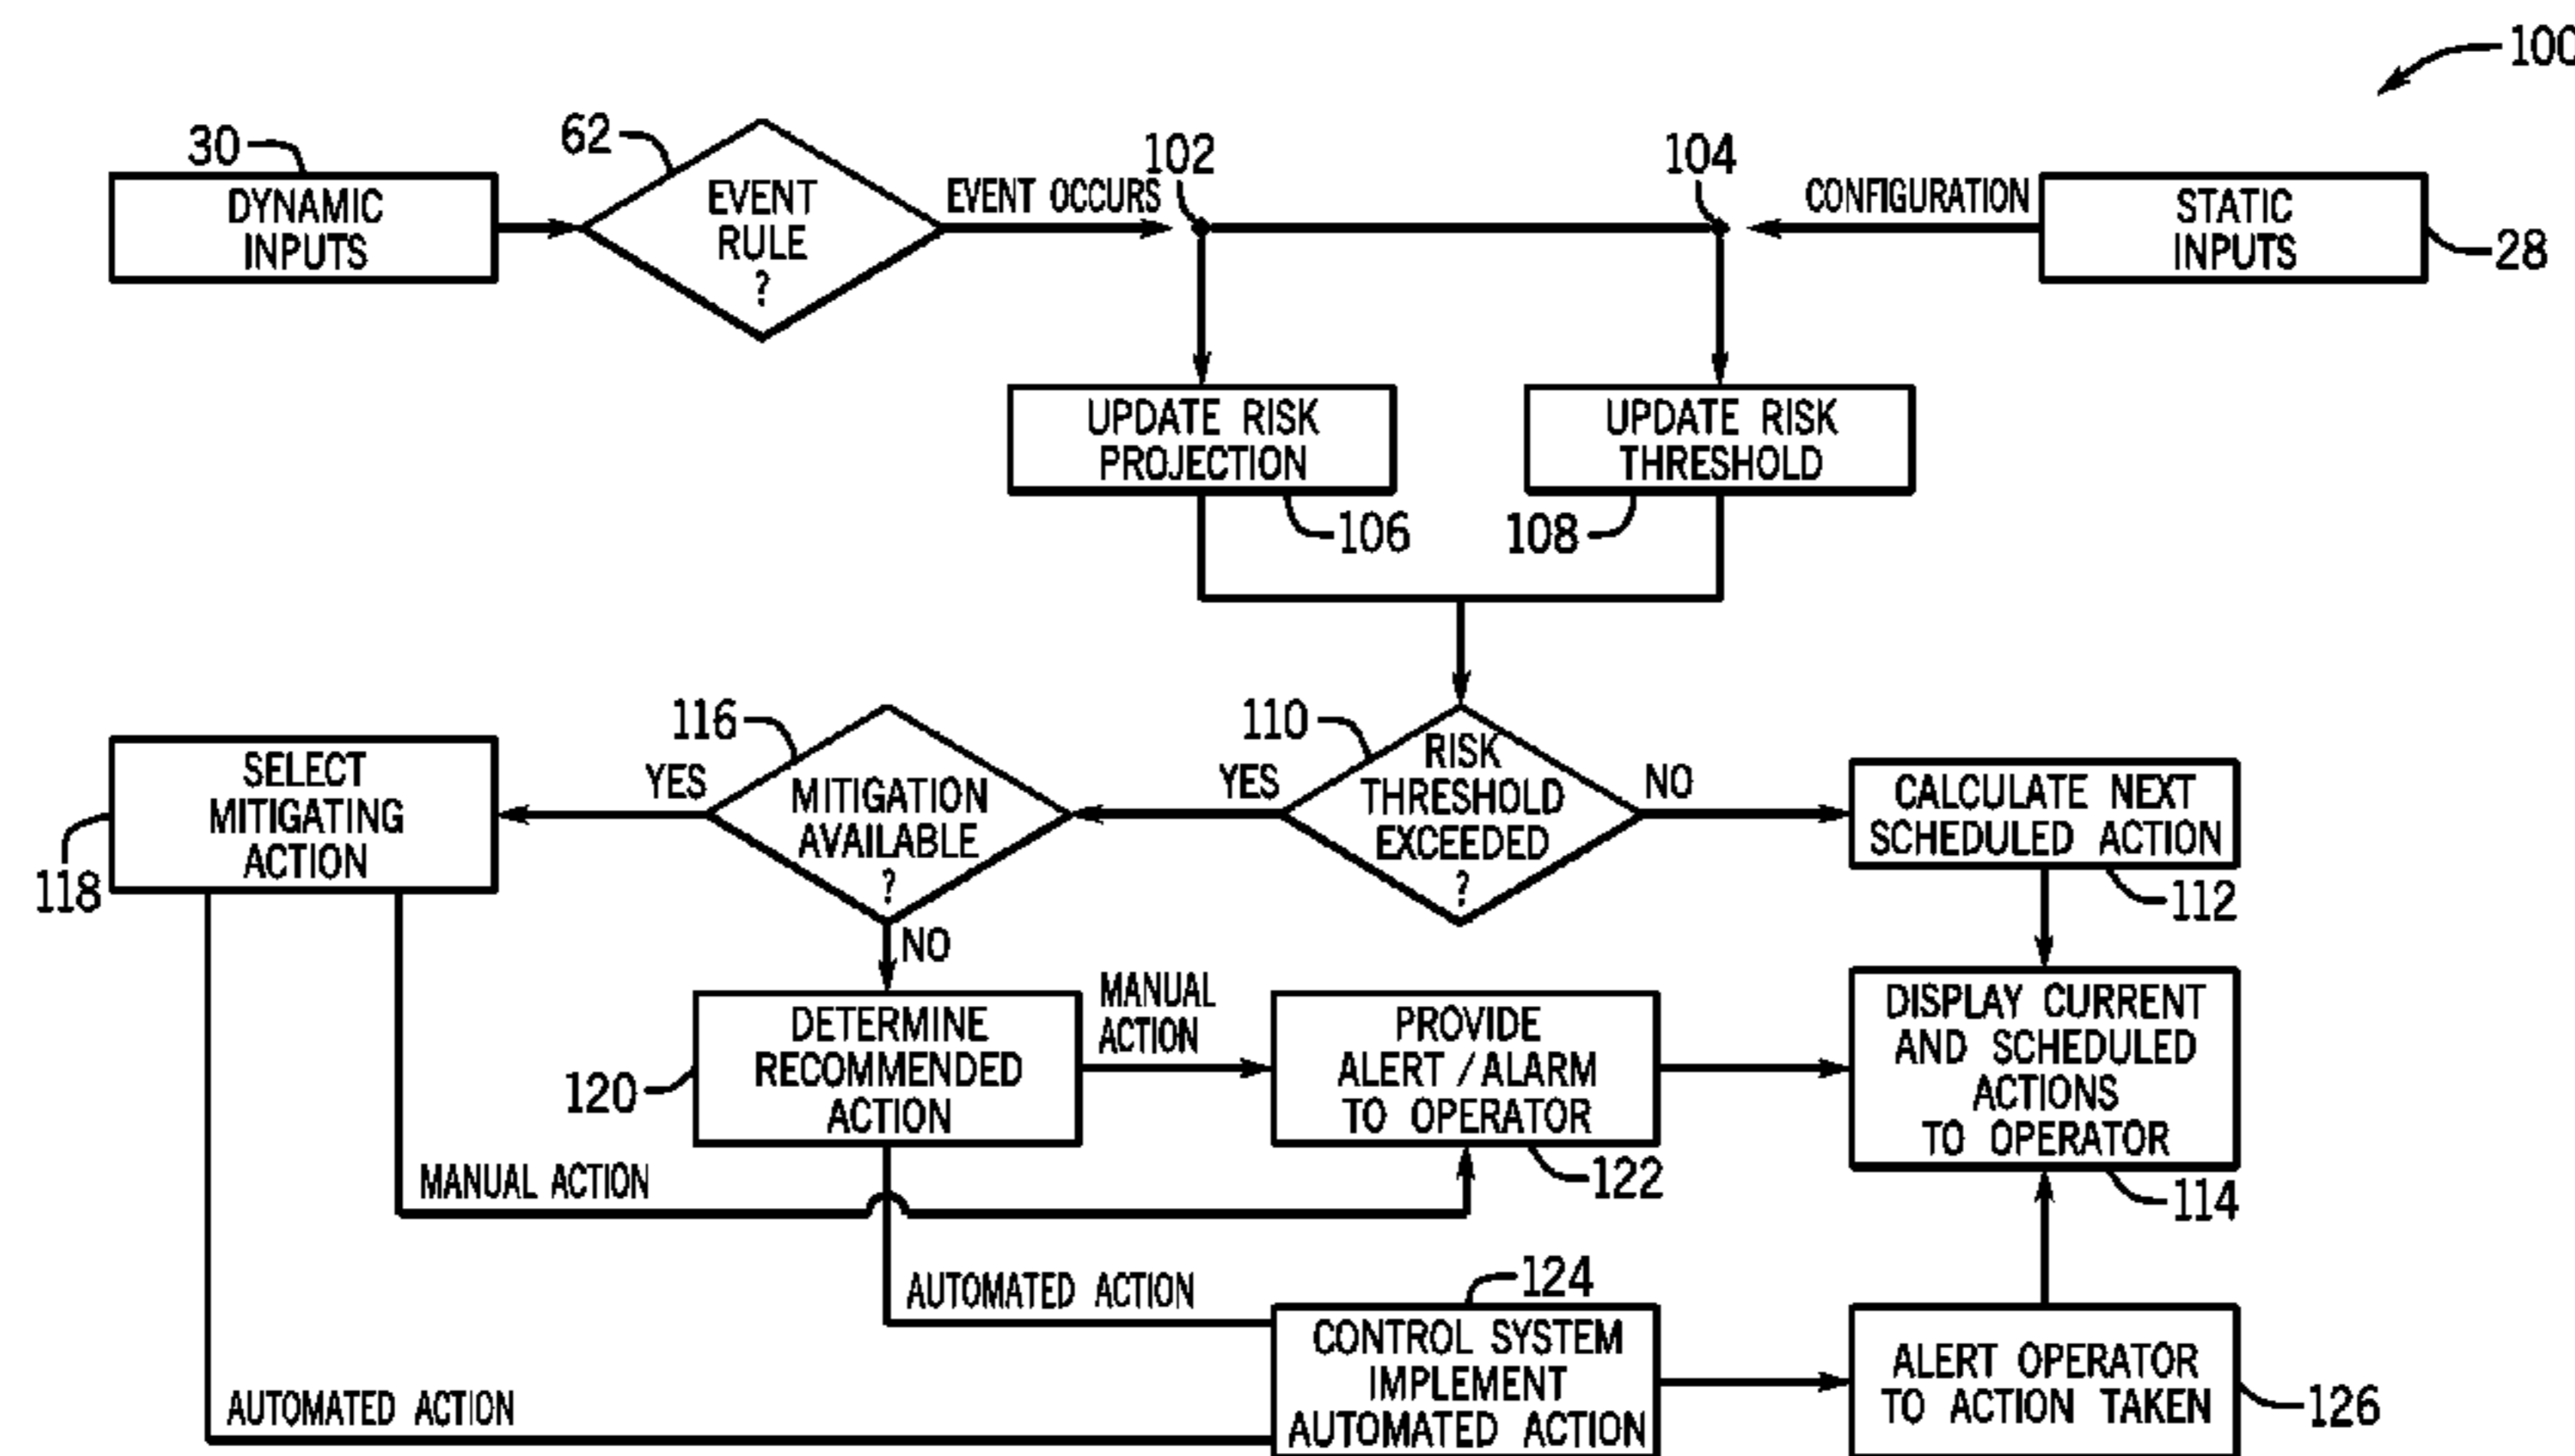 100
30
62
102
104
DYNAMIC
INPUTS
EVENT
RULE
?
EVENT OCCURS
CONFIGURATION
STATIC
INPUTS
28
UPDATE RISK
PROJECTION
106
UPDATE RISK
THRESHOLD
108
118
SELECT
MITIGATING
ACTION
YES
116
MITIGATION
AVAILABLE
?
NO
YES
110
RISK
THRESHOLD
EXCEEDED
?
NO
CALCULATE NEXT
SCHEDULED ACTION
112
120
DETERMINE
RECOMMENDED
ACTION
MANUAL
ACTION
PROVIDE
ALERT / ALARM
TO OPERATOR
122
DISPLAY CURRENT
AND SCHEDULED
ACTIONS
TO OPERATOR
114
MANUAL ACTION
AUTOMATED ACTION
124
CONTROL SYSTEM
IMPLEMENT
AUTOMATED ACTION
ALERT OPERATOR
TO ACTION TAKEN
126
AUTOMATED ACTION